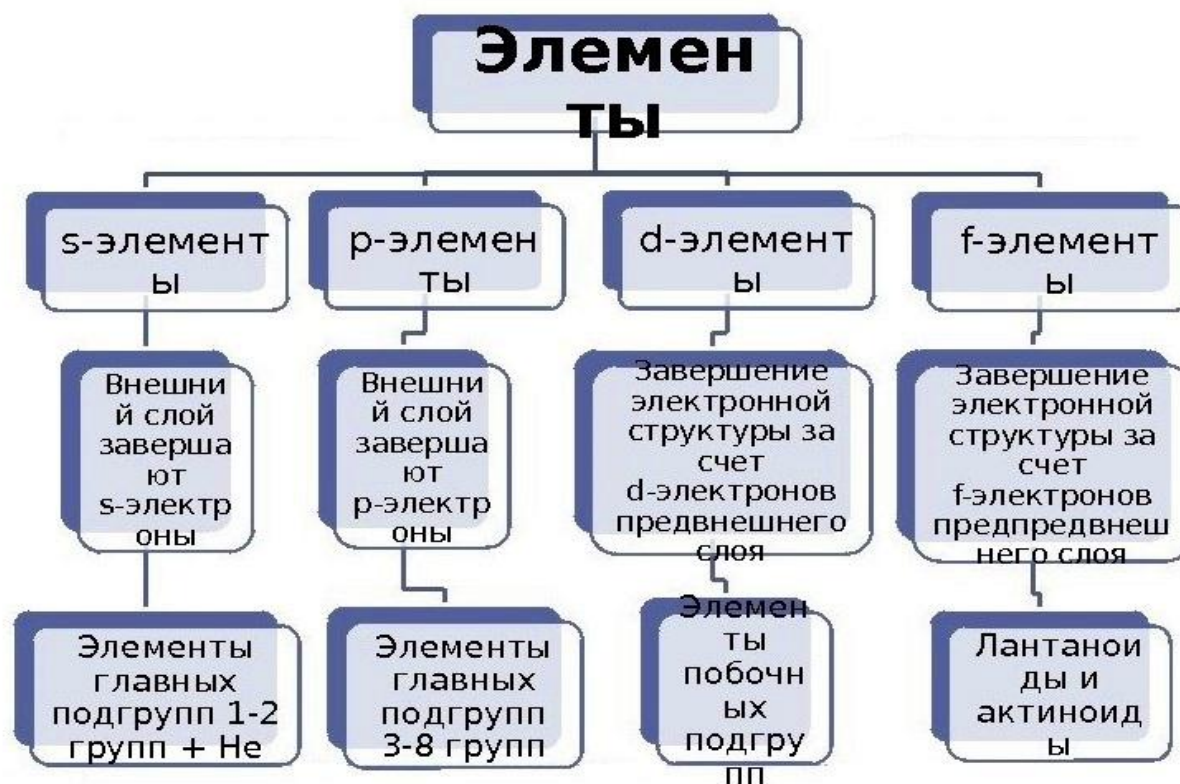 Элемен
ты
s-элемент
ы
p-элемен
ты
d-элемент
ы
f-элемент
ы
Внешни
й слой
заверша
ют
s-электр
оны
Внешни
й слой
заверша
ют
p-электр
оны
Завершение
электронной
структуры за
счет
d-электронов
предвнешнего
слоя
Завершение
электронной
структуры за
счет
f-электронов
предпредвнеш
него слоя
Элементы
главных
подгрупп 1-2
групп + He
Элементы
главных
подгрупп
3-8 групп
Элемен
ты
побочн
ых
подгру
пп
Лантанои
ды и
актиноид
ы